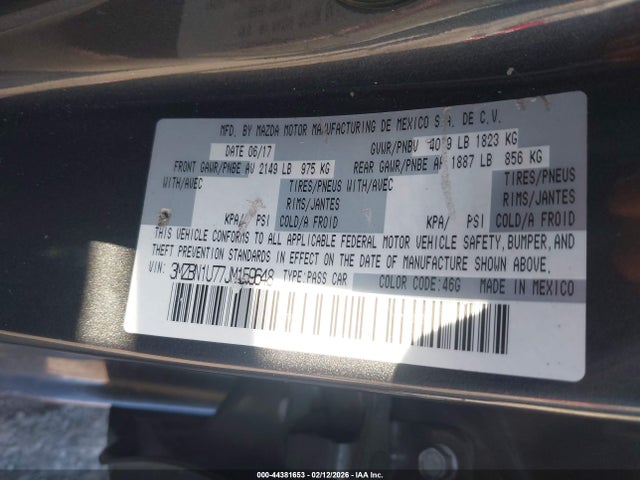 MFD. BY MAZDA MOTOR MANUFACTURING DE MEXICO S.A. DE C.V.
DATE 06/17 GVWR/PNBV LB 1823 KG
FRONT GAWR/PNBE AV 2149 LB 975 KG REAR GAWR/PNBE AR 1887 LB 856 KG
WITH/AVEC TIRES/PNEUS WITH/AVEC TIRES/PNEUS
RIMS/JANTES RIMS/JANTES
KPA/ PSI COLD/A FROID KPA/ PSI COLD/A FROID
THIS VEHICLE CONFORMS TO ALL APPLICABLE FEDERAL MOTOR VEHICLE SAFETY, BUMPER, AND
THEFT PREVENTION STANDARDS IN EFFECT ON THE DATE OF MANUFACTURE SHOWN ABOVE.
VIN: 3MZBN1U77JM159648 TYPE:PASS CAR COLOR CODE:46G MADE IN MEXICO
000-44381653 - 02/12/2026 - IAA Inc.